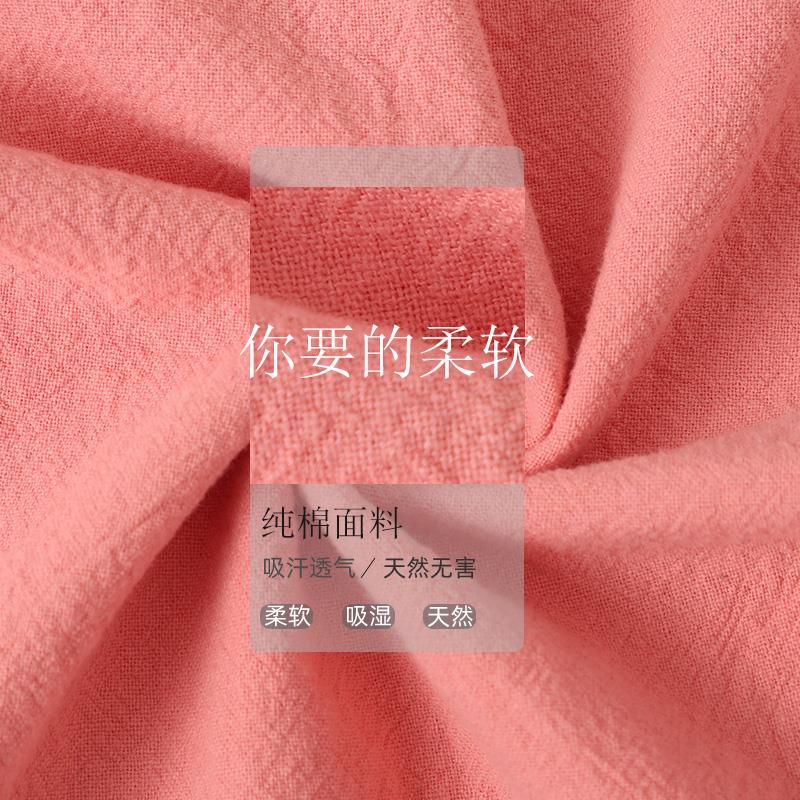 你要的柔软
纯棉面料
吸汗透气／天然无害
柔软 吸湿 天然